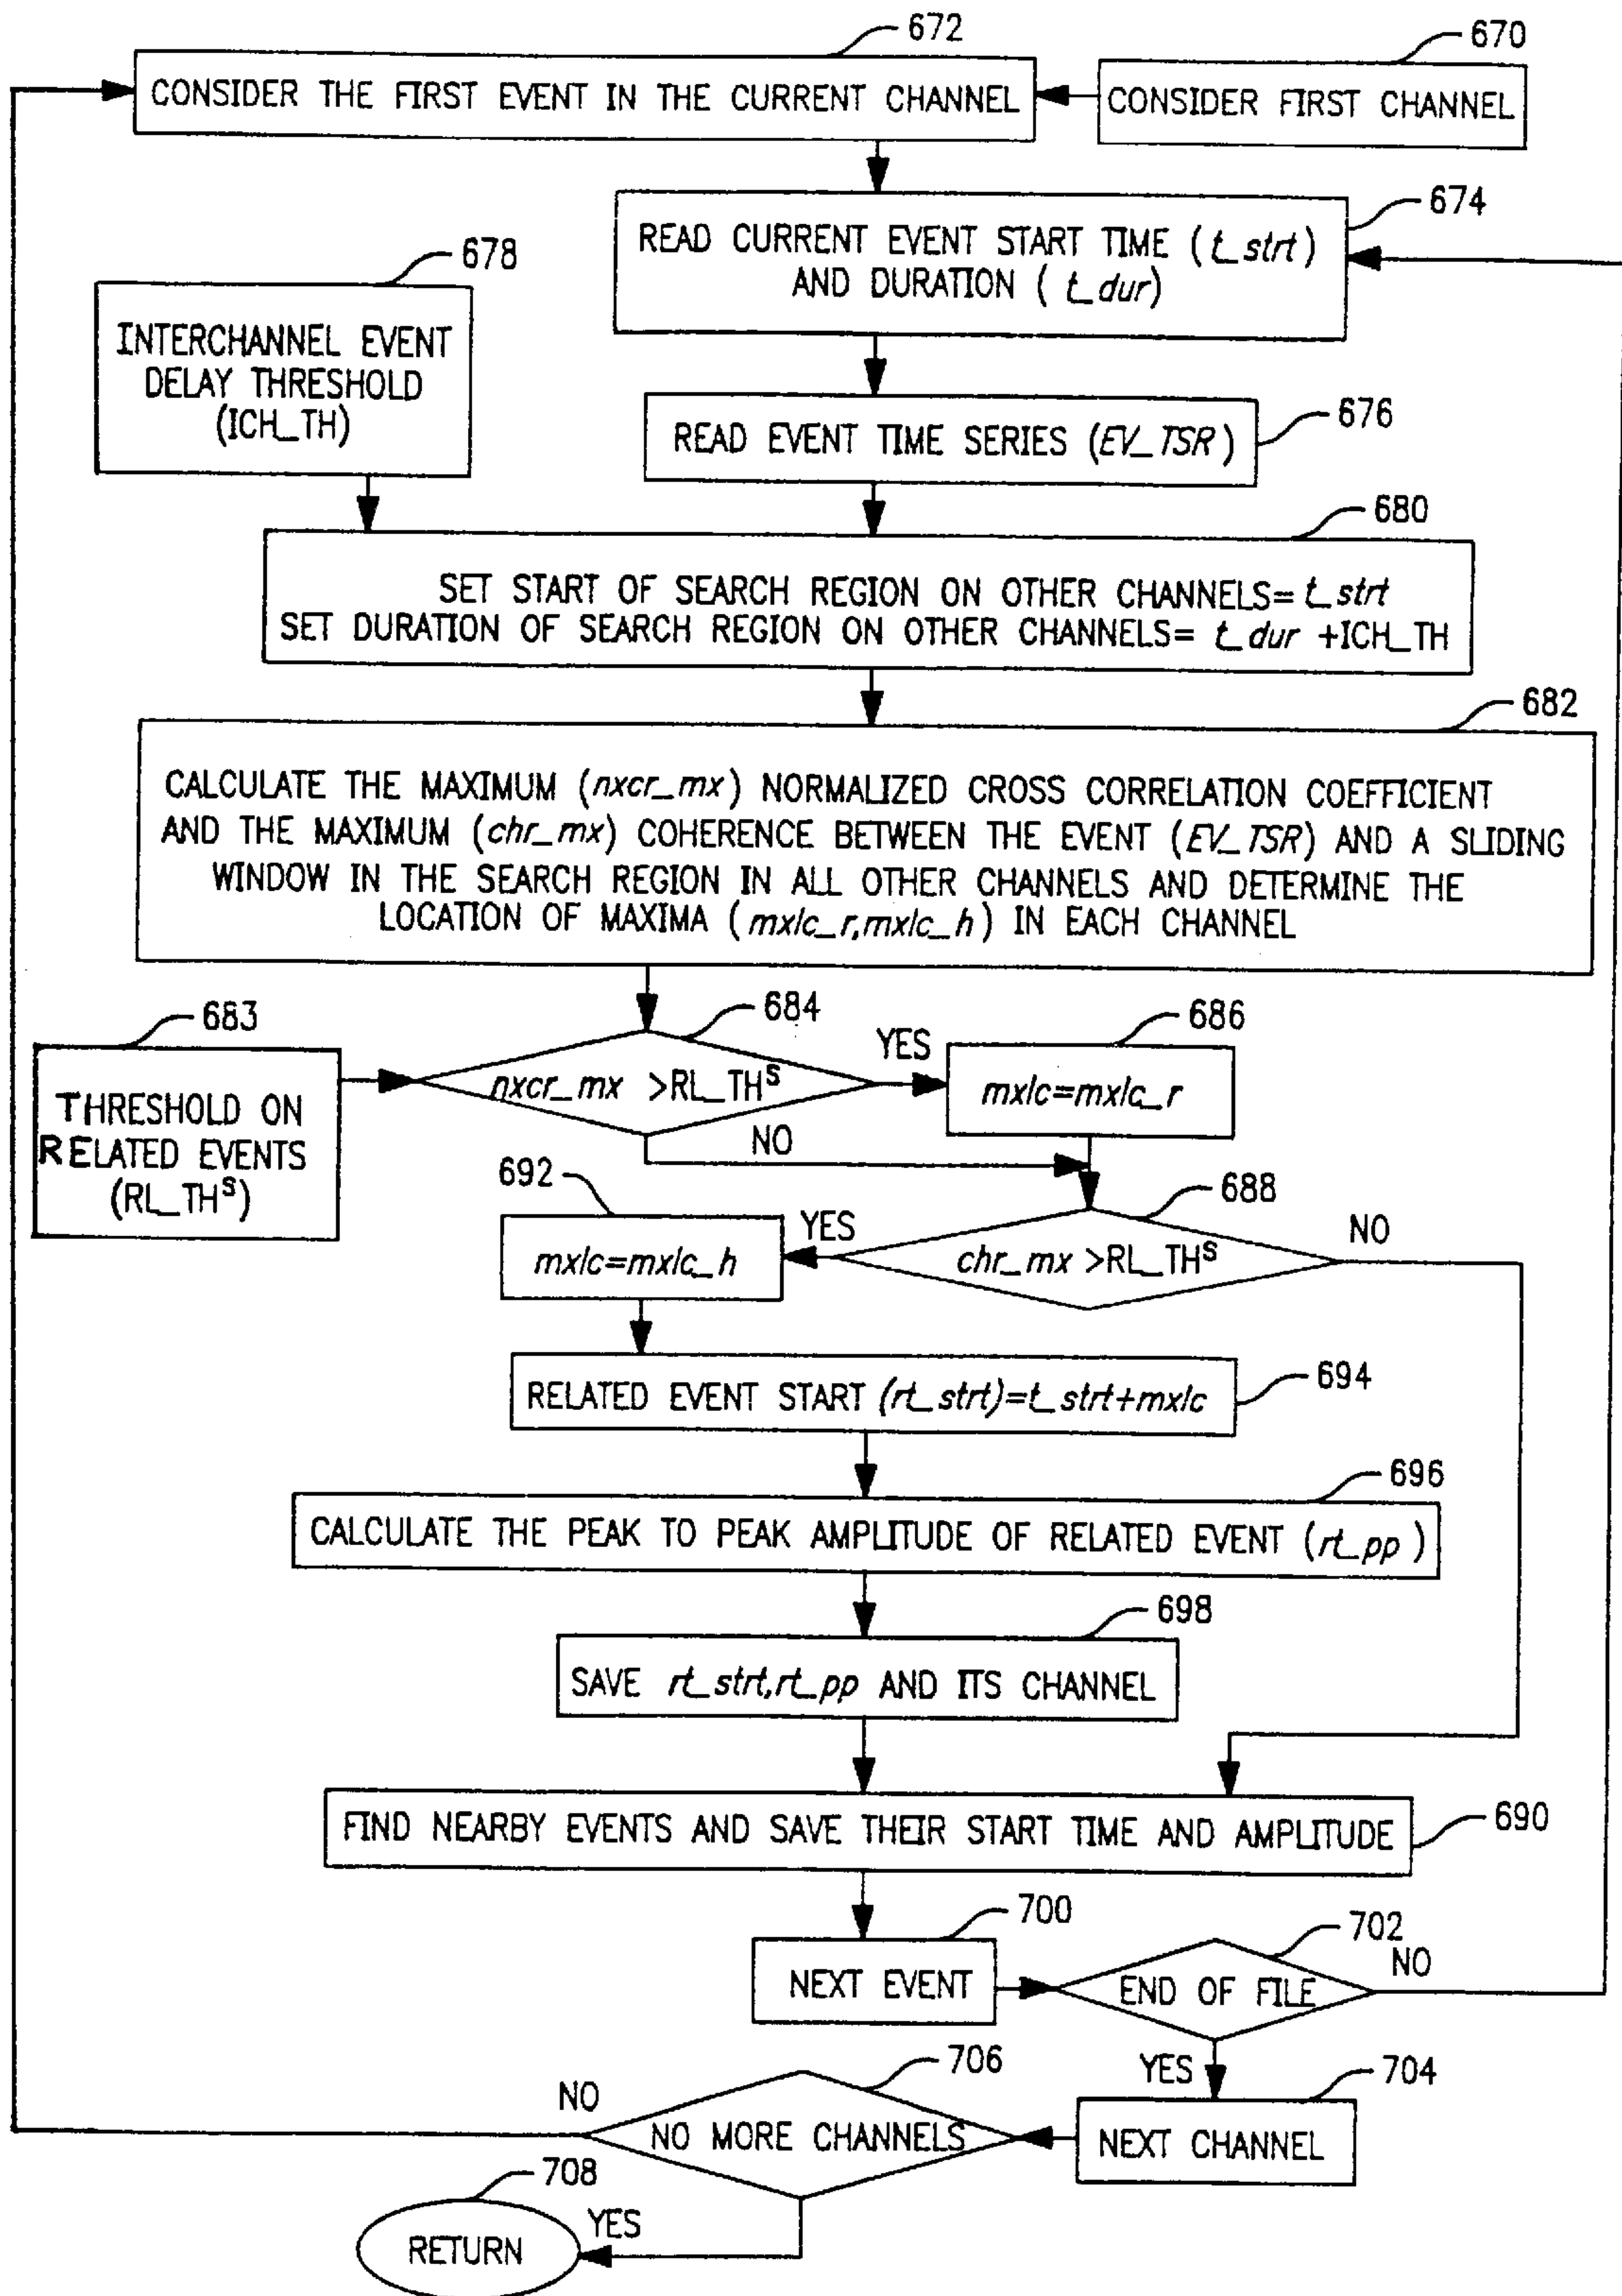 672
670
CONSIDER THE FIRST EVENT IN THE CURRENT CHANNEL
CONSIDER FIRST CHANNEL
674
READ CURRENT EVENT START TIME (t_strt)
AND DURATION ( t_dur)
678
INTERCHANNEL EVENT
DELAY THRESHOLD
(ICH_TH)
676
READ EVENT TIME SERIES (EV_TSR)
680
SET START OF SEARCH REGION ON OTHER CHANNELS= t_strt
SET DURATION OF SEARCH REGION ON OTHER CHANNELS= t_dur +ICH_TH
682
CALCULATE THE MAXIMUM (nxcr_mx) NORMALIZED CROSS CORRELATION COEFFICIENT
AND THE MAXIMUM (chr_mx) COHERENCE BETWEEN THE EVENT (EV_TSR) AND A SLIDING
WINDOW IN THE SEARCH REGION IN ALL OTHER CHANNELS AND DETERMINE THE
LOCATION OF MAXIMA (mxlc_r,mxlc_h) IN EACH CHANNEL
683
THRESHOLD ON
RELATED EVENTS
(RL_TH^S)
684
nxcr_mx >RL_TH^S
YES
NO
686
mxlc=mxlc_r
692
mxlc=mxlc_h
YES
688
chr_mx >RL_TH^S
NO
RELATED EVENT START (rt_strt)=t_strt+mxlc
694
696
CALCULATE THE PEAK TO PEAK AMPLITUDE OF RELATED EVENT (rt_pp )
698
SAVE rt_strt,rt_pp AND ITS CHANNEL
FIND NEARBY EVENTS AND SAVE THEIR START TIME AND AMPLITUDE
690
700
NEXT EVENT
702
END OF FILE
NO
YES
704
NEXT CHANNEL
706
NO MORE CHANNELS
NO
YES
708
RETURN